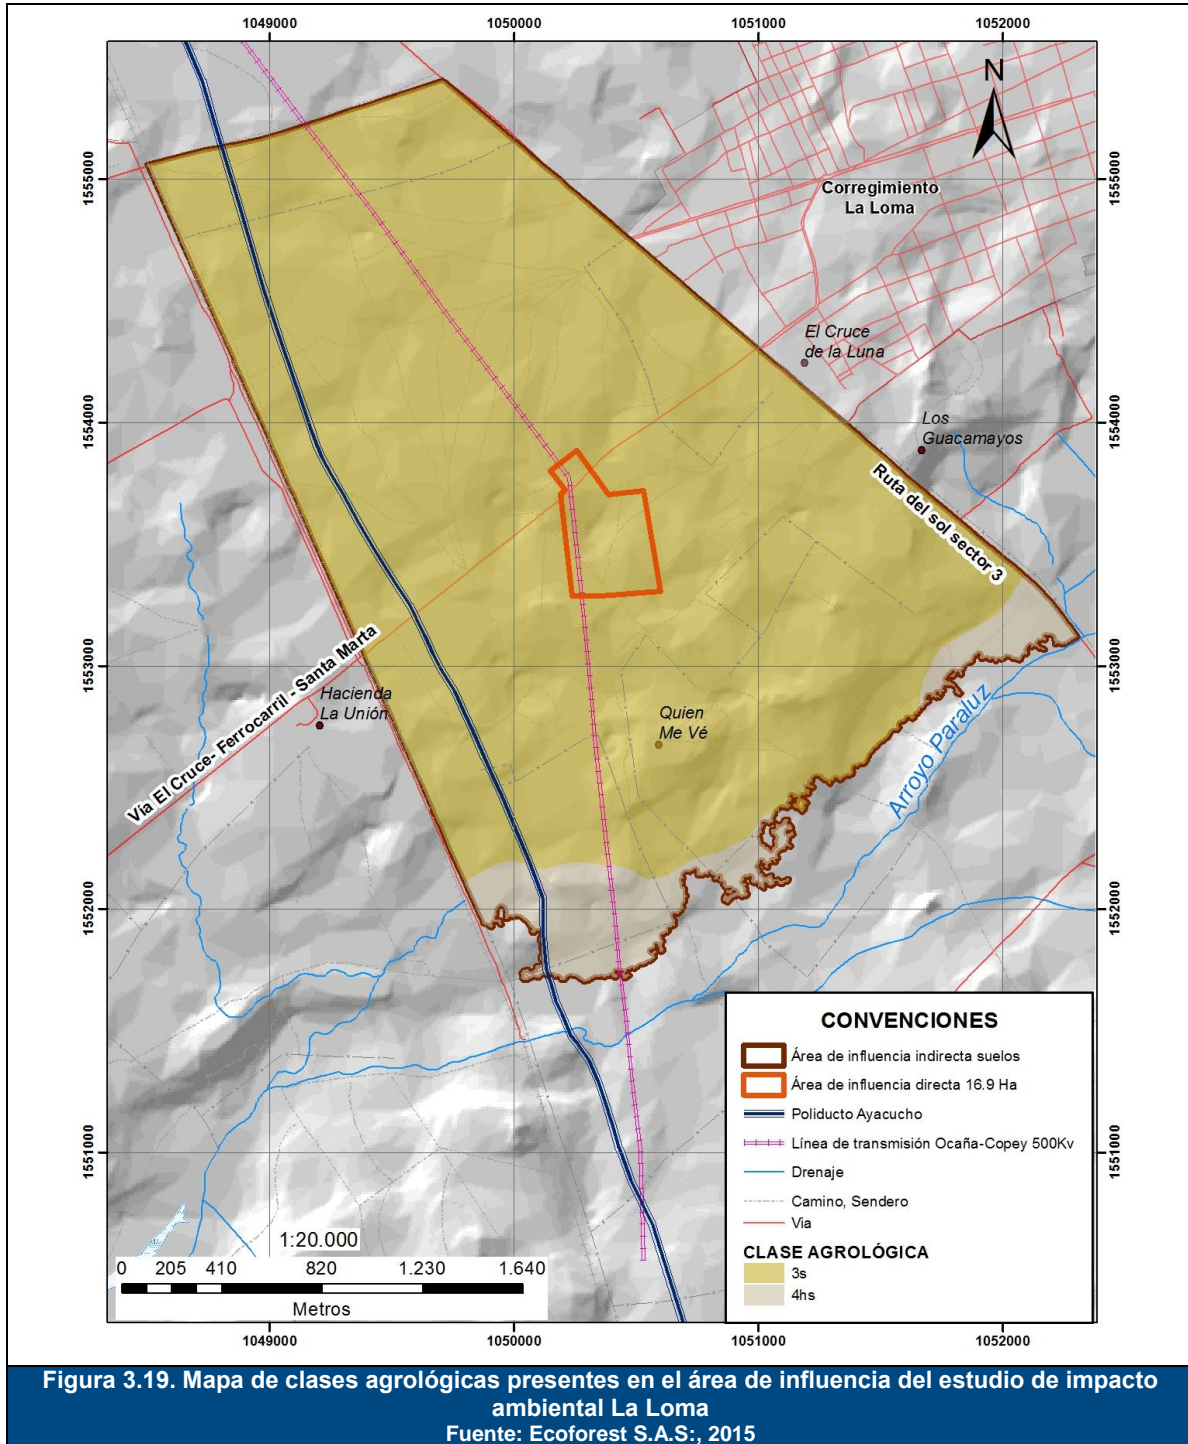 1049000 1050000 1051000 1052000
N
1555000
1555000
Corregimiento
La Loma
El Cruce
de la Luna
1554000
1554000
Los
Guacamayos
Ruta del sol sector 3
1553000
1553000
Vía El Cruce- Ferrocarril - Santa Marta
Hacienda
La Unión
Quien
Me Vé
Arroyo Paraluz
1552000
1552000
1551000
1551000
CONVENCIONES
Área de influencia indirecta suelos
Área de influencia directa 16.9 Ha
Poliducto Ayacucho
Línea de transmisión Ocaña-Copey 500Kv
Drenaje
Camino, Sendero
Via
CLASE AGROLÓGICA
3s
4hs
1:20.000
0 205 410 820 1.230 1.640
Metros
1049000 1050000 1051000 1052000
Figura 3.19. Mapa de clases agrológicas presentes en el área de influencia del estudio de impacto
ambiental La Loma
Fuente: Ecoforest S.A.S:, 2015